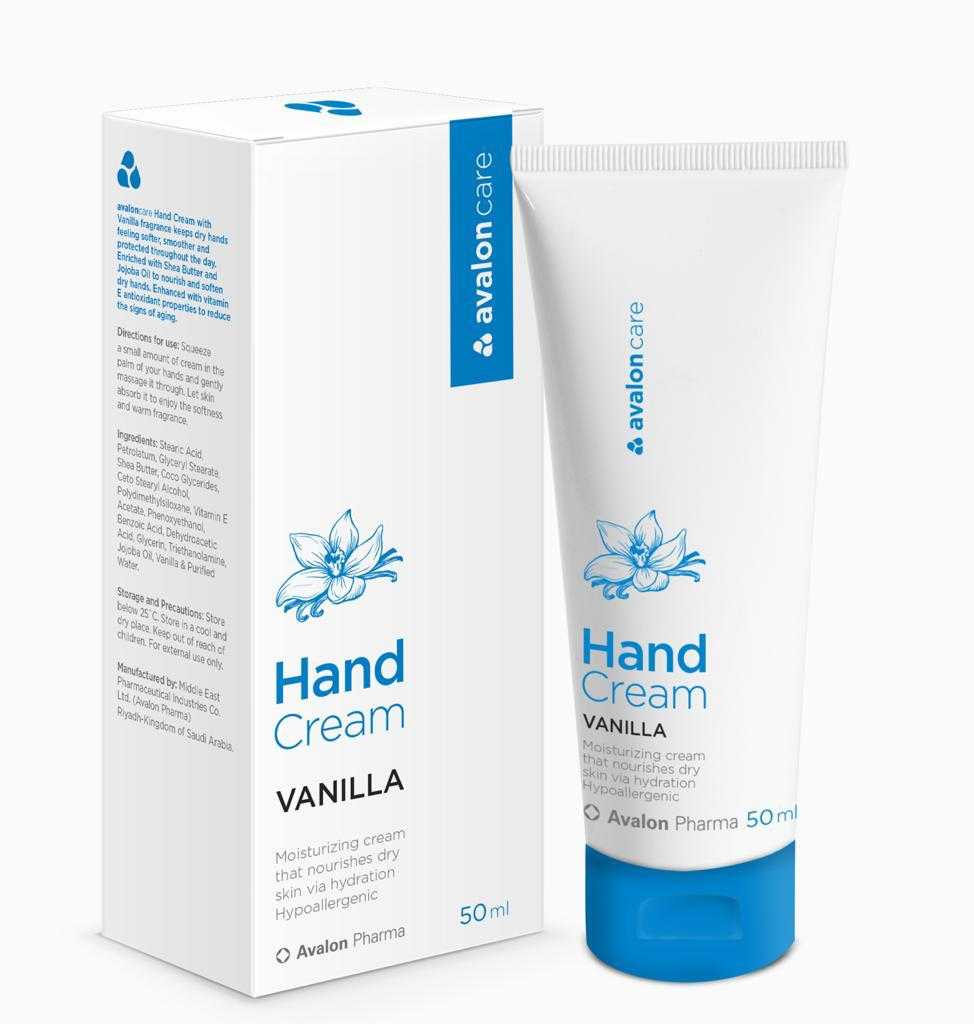 avaloncare Hand Cream with
Vanilla fragrance keeps dry hands
feeling softer, smoother and
protected throughout the day.
Enriched with Shea Butter and
Jojoba Oil to nourish and soften
dry hands. Enhanced with vitamin
E antioxidant properties to reduce
the signs of aging.
Directions for use: Squeeze
a small amount of cream in the
palm of your hands and gently
massage it through. Let skin
absorb it to enjoy the softness
and warm fragrance.
Ingredients: Stearic Acid,
Petrolatum, Glyceryl Stearate,
Shea Butter, Coco Glycerides,
Ceto Stearyl Alcohol,
Polydimethylsiloxane, Vitamin E
Acetate, Phenoxyethanol,
Benzoic Acid, Dehydroacetic
Acid, Glycerin, Triethanolamine,
Jojoba Oil, Vanilla & Purified
Water.
Storage and Precautions: Store
below 25˚C. Store in a cool and
dry place. Keep out of reach of
children. For external use only.
Manufactured by: Middle East
Pharmaceutical Industries Co.
Ltd. (Avalon Pharma)
Riyadh-Kingdom of Saudi Arabia.
avaloncare
Hand
Cream
VANILLA
Moisturizing cream
that nourishes dry
skin via hydration
Hypoallergenic
Avalon Pharma
50ml
avaloncare
Hand
Cream
VANILLA
Moisturizing cream
that nourishes dry
skin via hydration
Hypoallergenic
Avalon Pharma 50ml